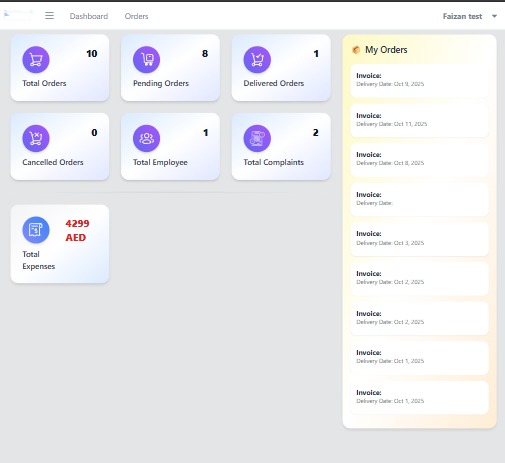 Dashboard
Orders
Faizan test
10
Total Orders
8
Pending Orders
1
Delivered Orders
0
Cancelled Orders
1
Total Employee
2
Total Complaints
4299
AED
Total
Expenses
My Orders
Invoice:
Delivery Date: Oct 9, 2025
Invoice:
Delivery Date: Oct 11, 2025
Invoice:
Delivery Date: Oct 8, 2025
Invoice:
Delivery Date:
Invoice:
Delivery Date: Oct 3, 2025
Invoice:
Delivery Date: Oct 2, 2025
Invoice:
Delivery Date: Oct 2, 2025
Invoice:
Delivery Date: Oct 1, 2025
Invoice:
Delivery Date: Oct 1, 2025